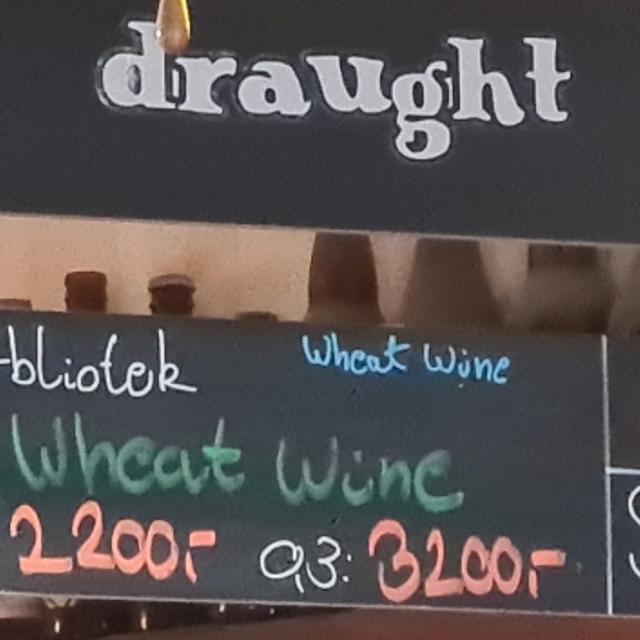 draught
-bliotek Wheat Wine
Wheat Wine
2200,- 0,3: 3200,-